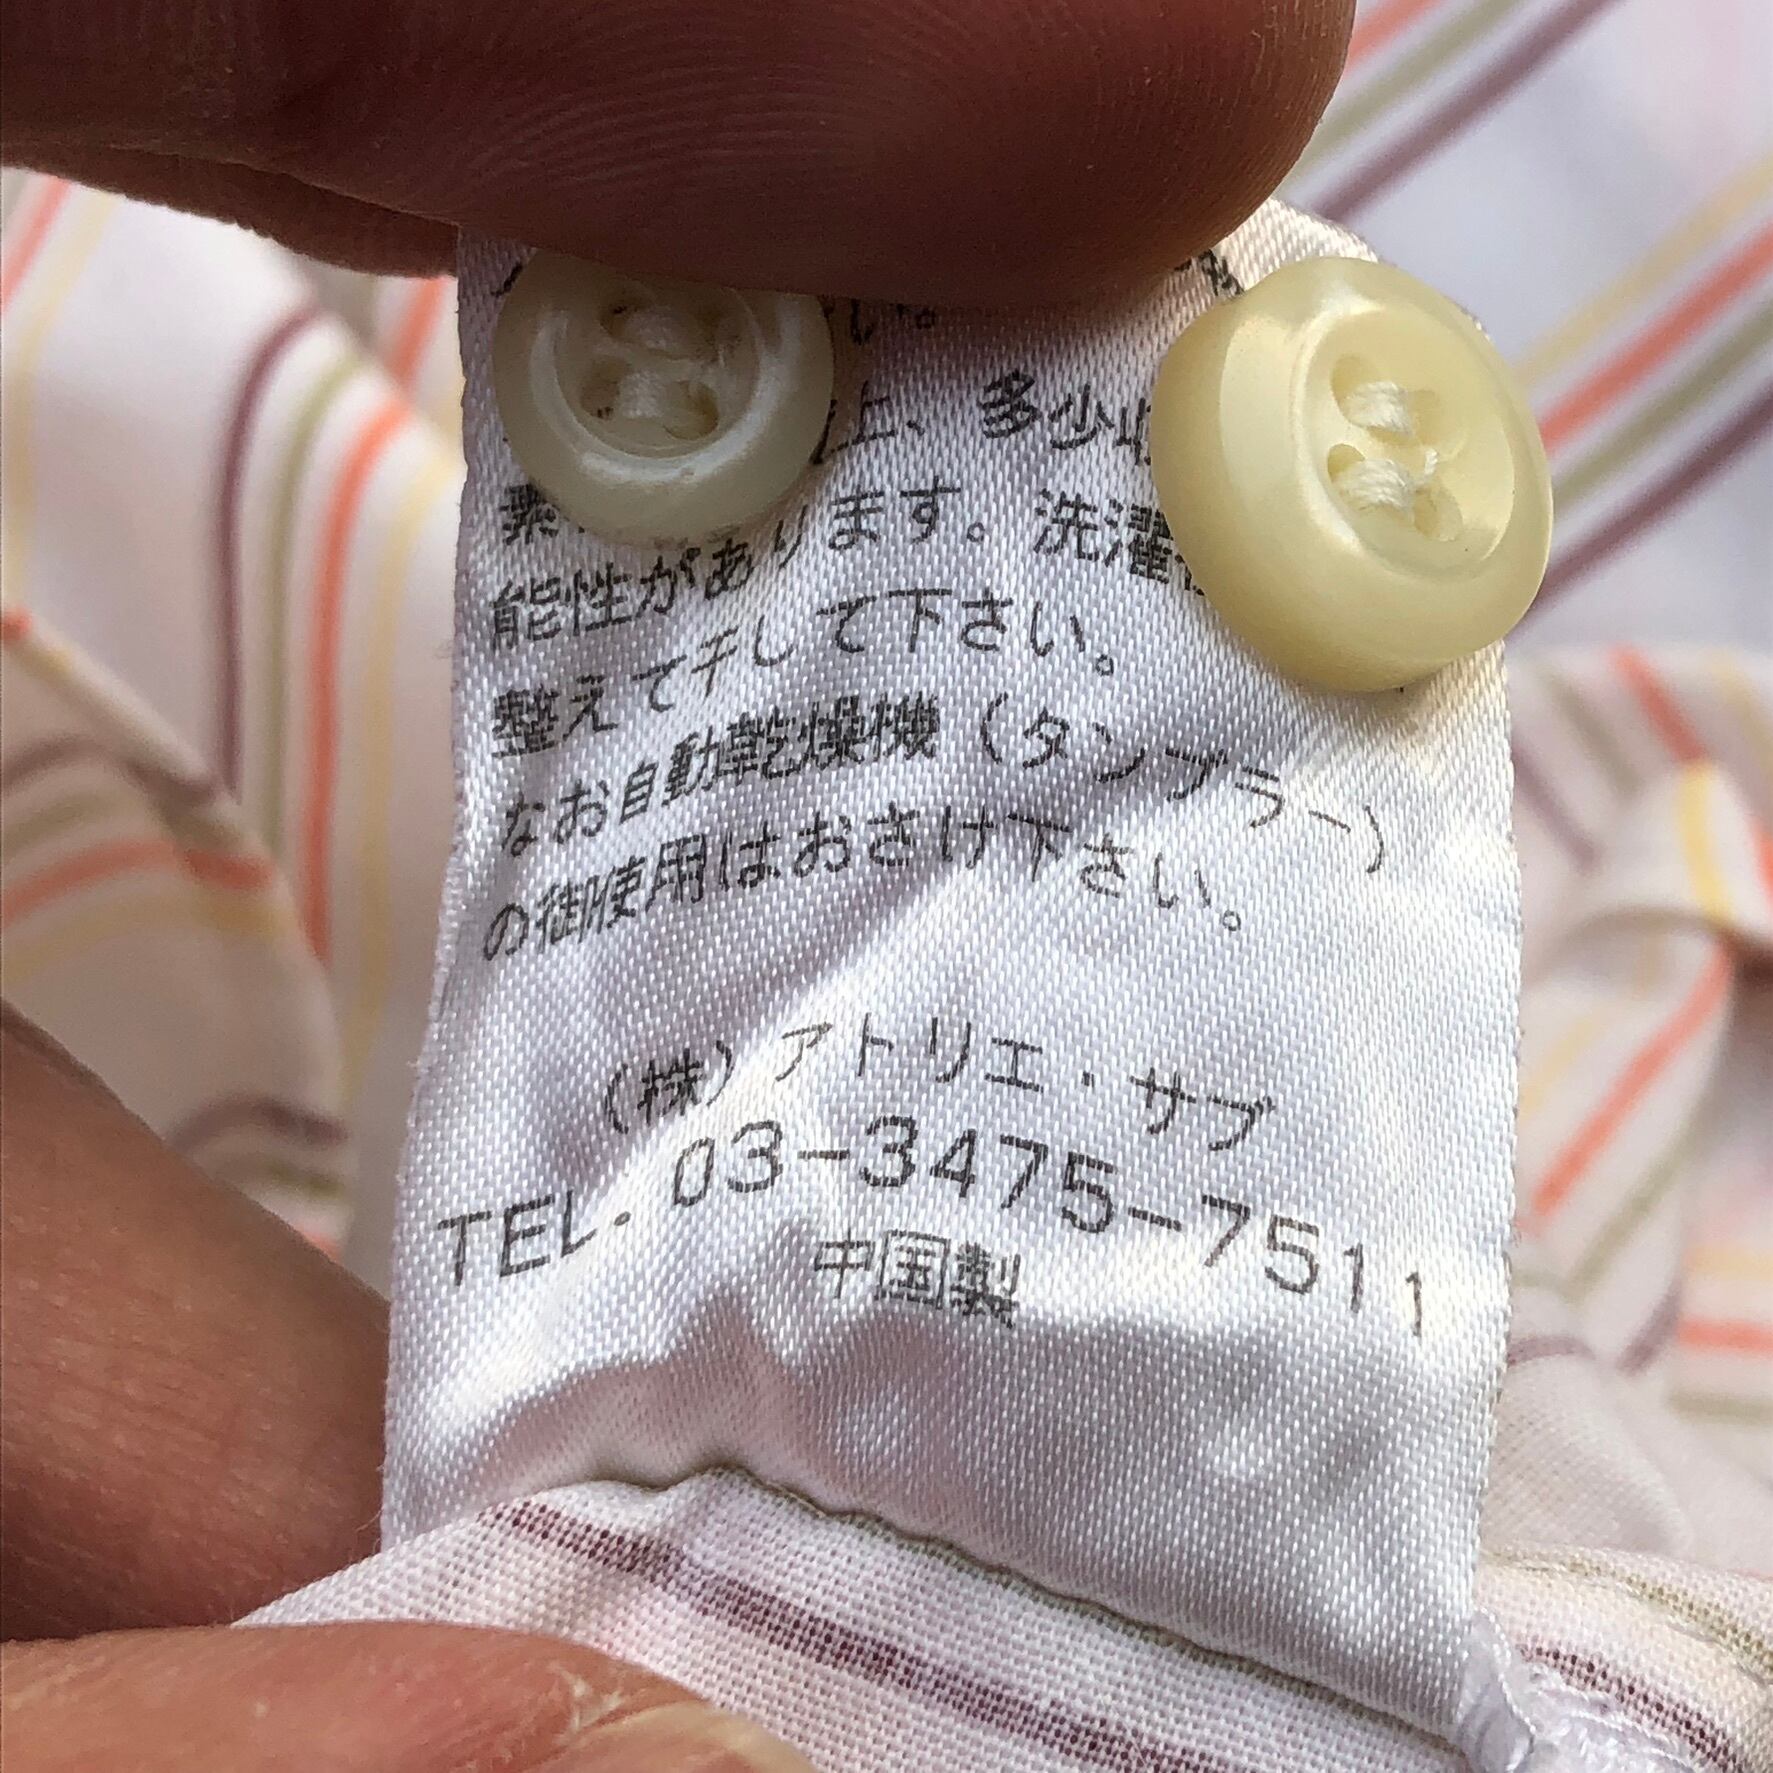 い。
上、多少収
素
能性があります。洗濯
整えて干して下さい。
なお自動乾燥機(タンブラー)
の御使用はおさけ下さい。
(株)アトリエ・サブ
TEL. 03-3475-7511
中国製